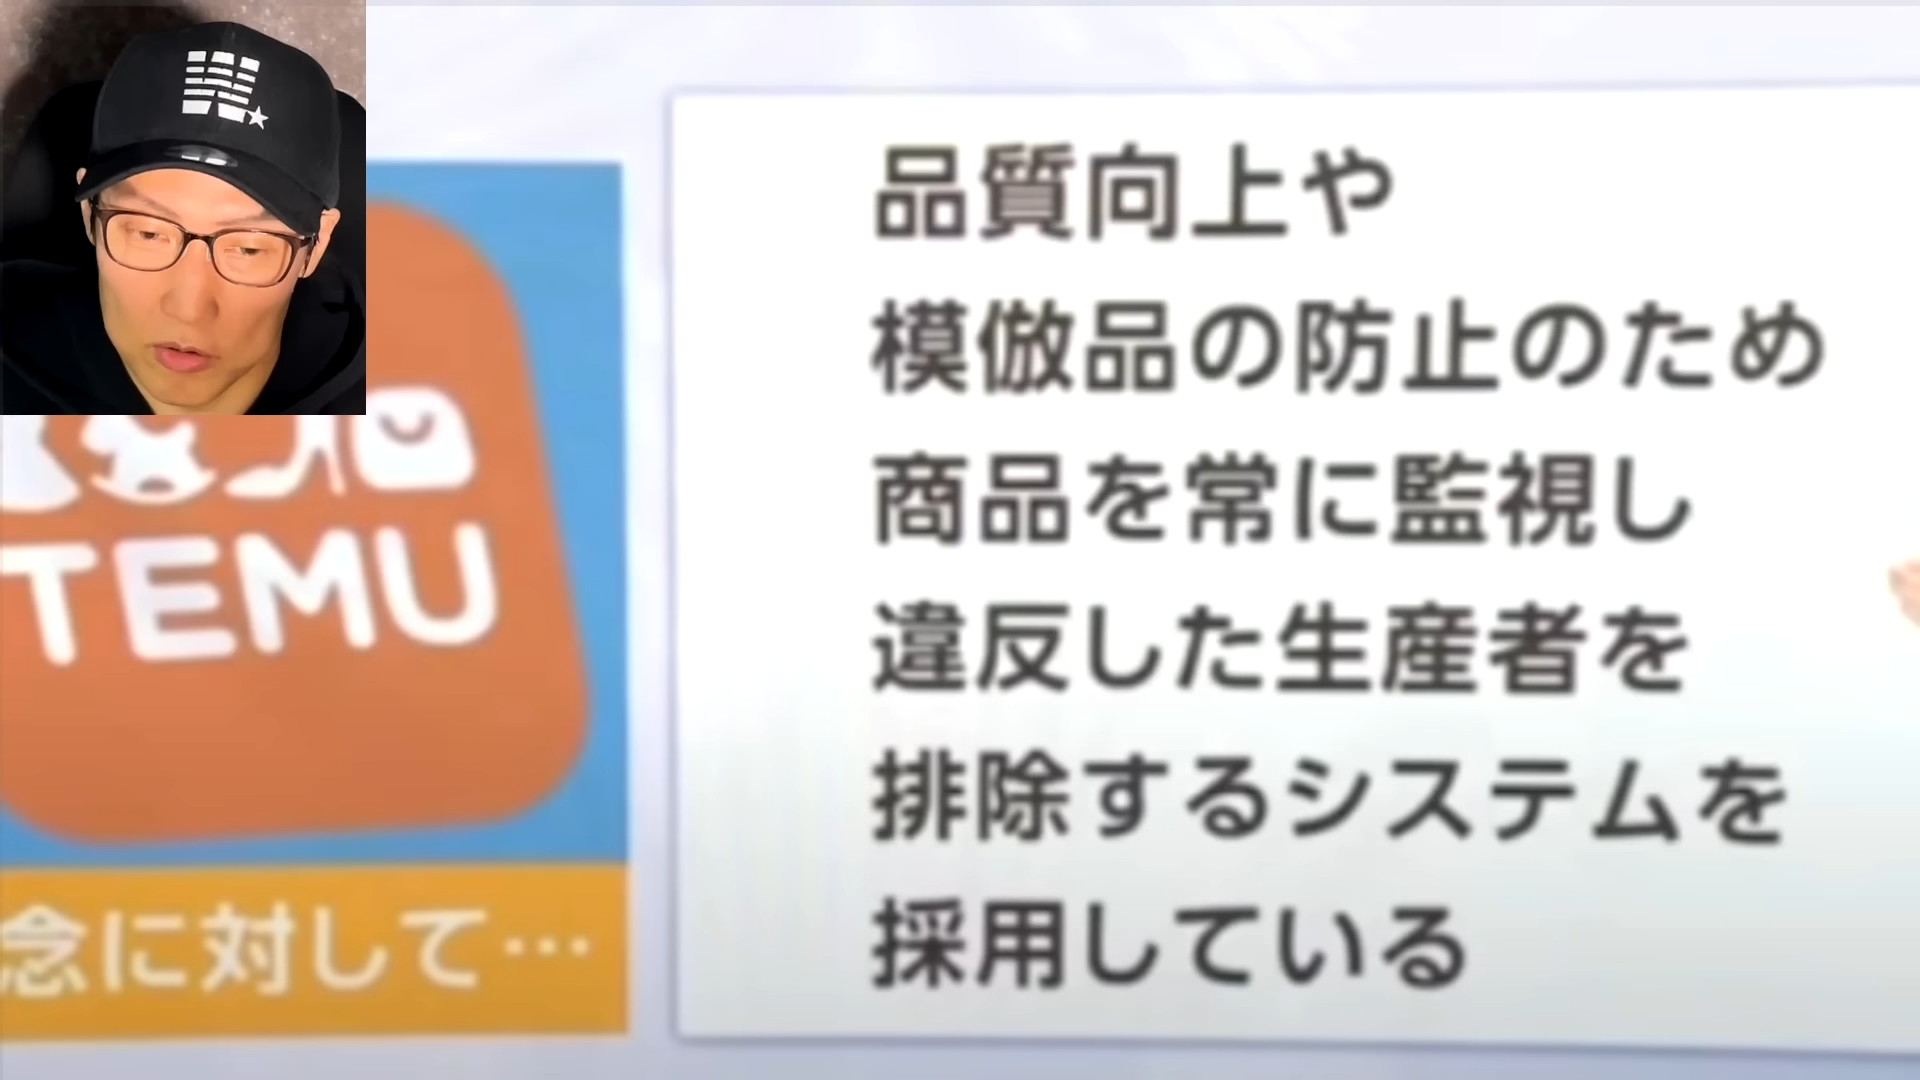 W
TEMU
念に対して…
品質向上や
模倣品の防止のため
商品を常に監視し
違反した生産者を
排除するシステムを
採用している